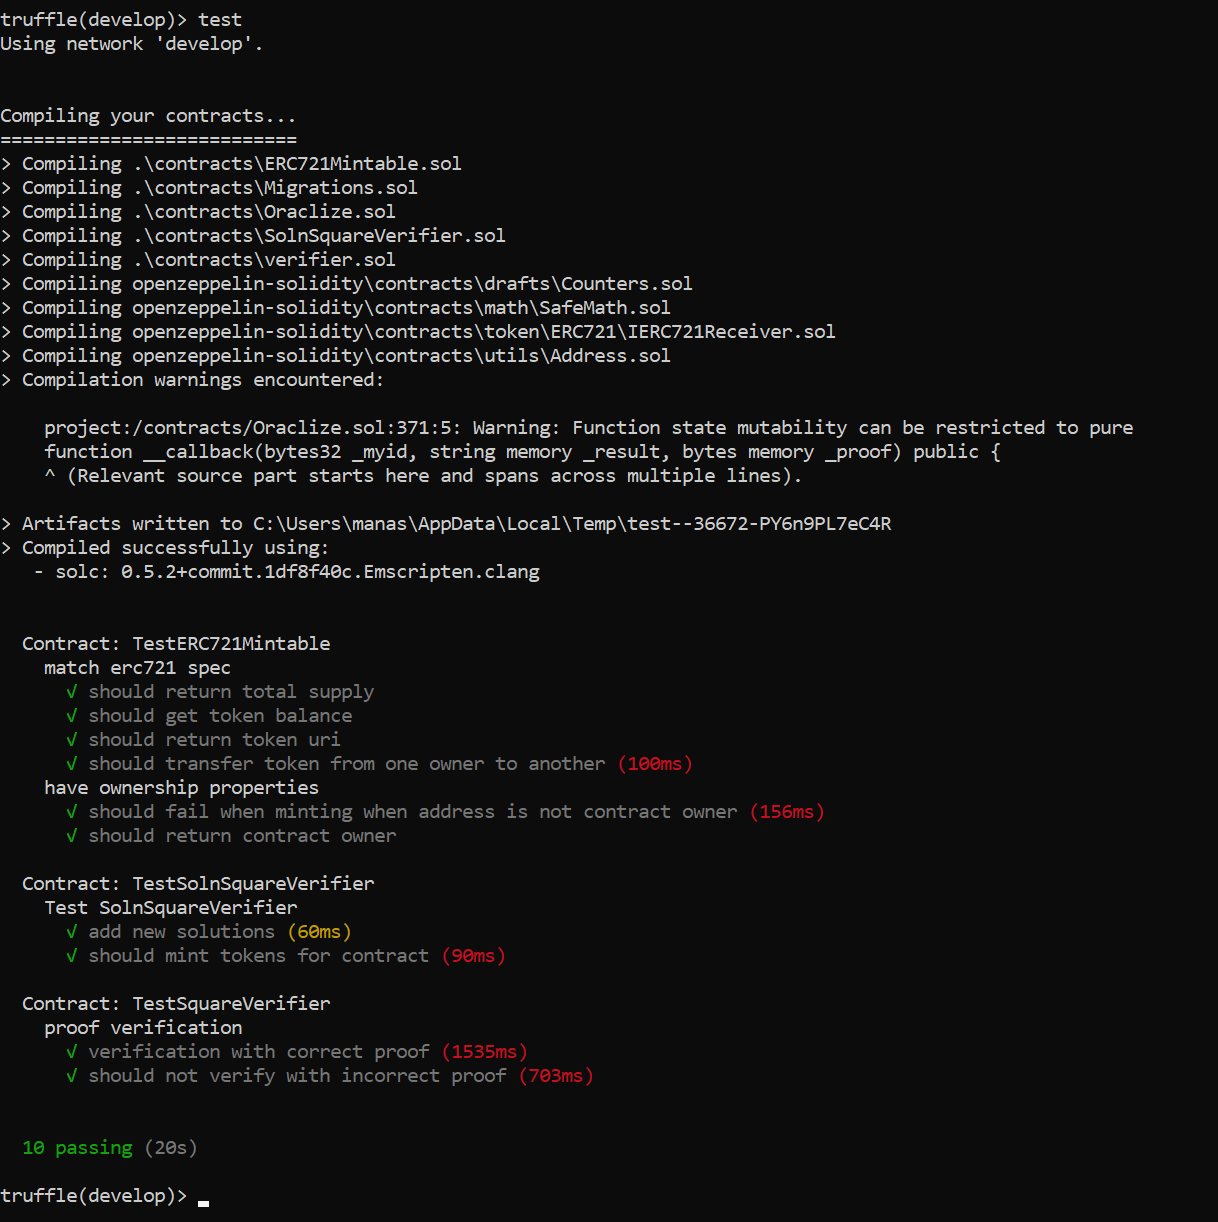 truffle(develop)> test
Using network 'develop'.
Compiling your contracts...
===========================
> Compiling .\contracts\ERC721Mintable.sol
> Compiling .\contracts\Migrations.sol
> Compiling .\contracts\Oraclize.sol
> Compiling .\contracts\SolnSquareVerifier.sol
> Compiling .\contracts\verifier.sol
> Compiling openzeppelin-solidity\contracts\drafts\Counters.sol
> Compiling openzeppelin-solidity\contracts\math\SafeMath.sol
> Compiling openzeppelin-solidity\contracts\token\ERC721\IERC721Receiver.sol
> Compiling openzeppelin-solidity\contracts\utils\Address.sol
> Compilation warnings encountered:
project:/contracts/Oraclize.sol:371:5: Warning: Function state mutability can be restricted to pure
function __callback(bytes32 _myid, string memory _result, bytes memory _proof) public {
^ (Relevant source part starts here and spans across multiple lines).
> Artifacts written to C:\Users\manas\AppData\Local\Temp\test--36672-PY6n9PL7eC4R
> Compiled successfully using:
- solc: 0.5.2+commit.1df8f40c.Emscripten.clang
Contract: TestERC721Mintable
match erc721 spec
√ should return total supply
√ should get token balance
√ should return token uri
√ should transfer token from one owner to another (100ms)
have ownership properties
√ should fail when minting when address is not contract owner (156ms)
√ should return contract owner
Contract: TestSolnSquareVerifier
Test SolnSquareVerifier
√ add new solutions (60ms)
√ should mint tokens for contract (90ms)
Contract: TestSquareVerifier
proof verification
√ verification with correct proof (1535ms)
√ should not verify with incorrect proof (703ms)
10 passing (20s)
truffle(develop)> _